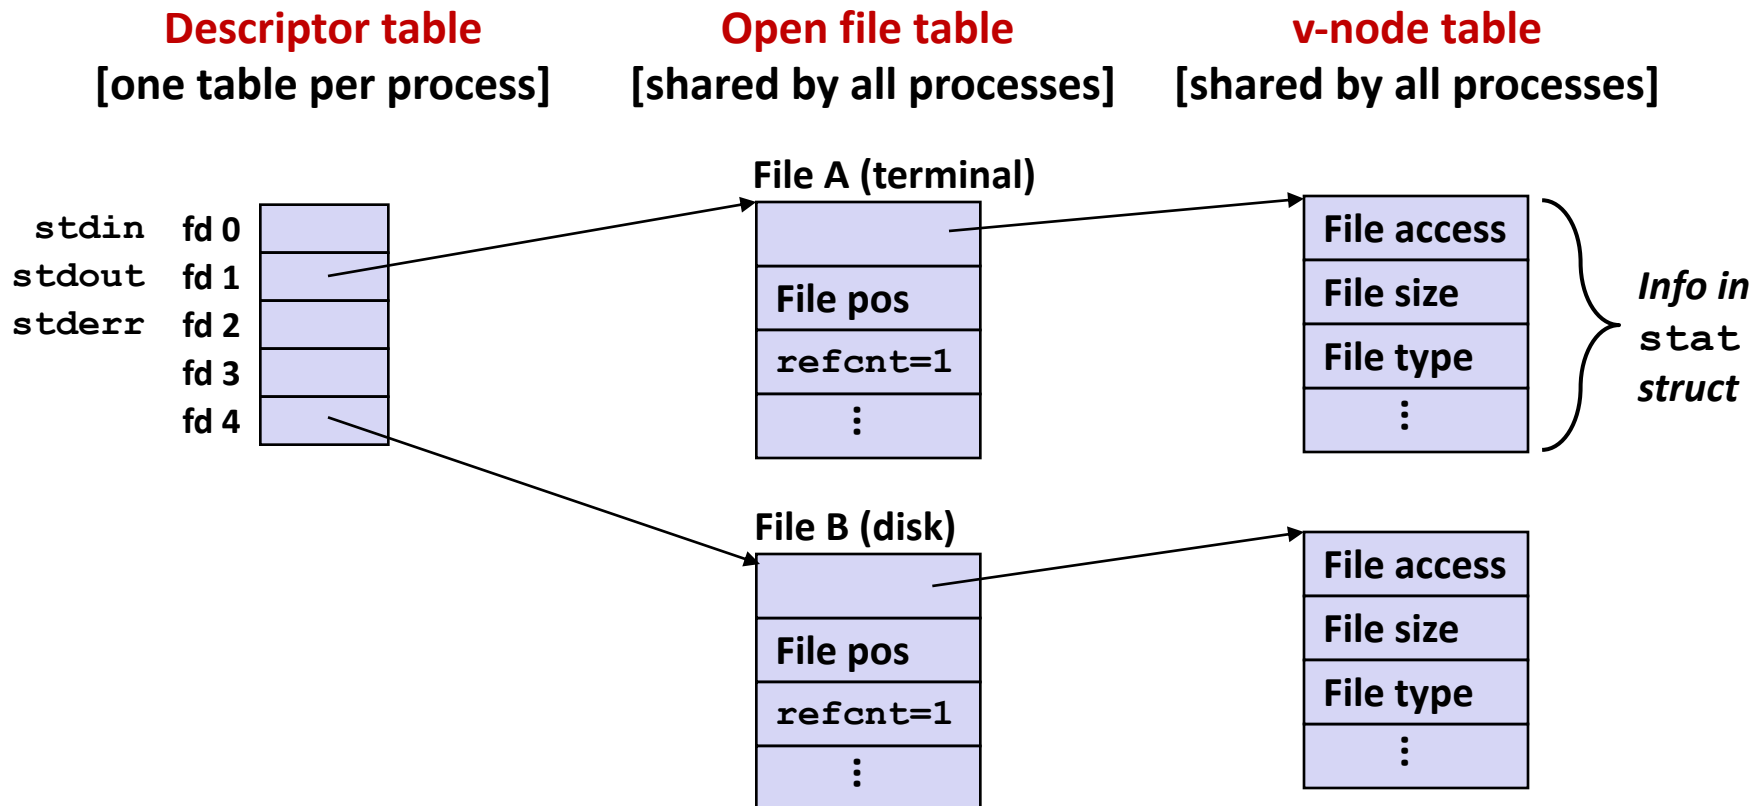 Descriptor table
[one table per process]
Open file table
[shared by all processes]
v-node table
[shared by all processes]
stdin fd 0
stdout fd 1
stderr fd 2
fd 3
fd 4
File A (terminal)
File pos
refcnt=1
⋮
File access
File size
File type
⋮
Info in
stat
struct
File B (disk)
File pos
refcnt=1
⋮
File access
File size
File type
⋮